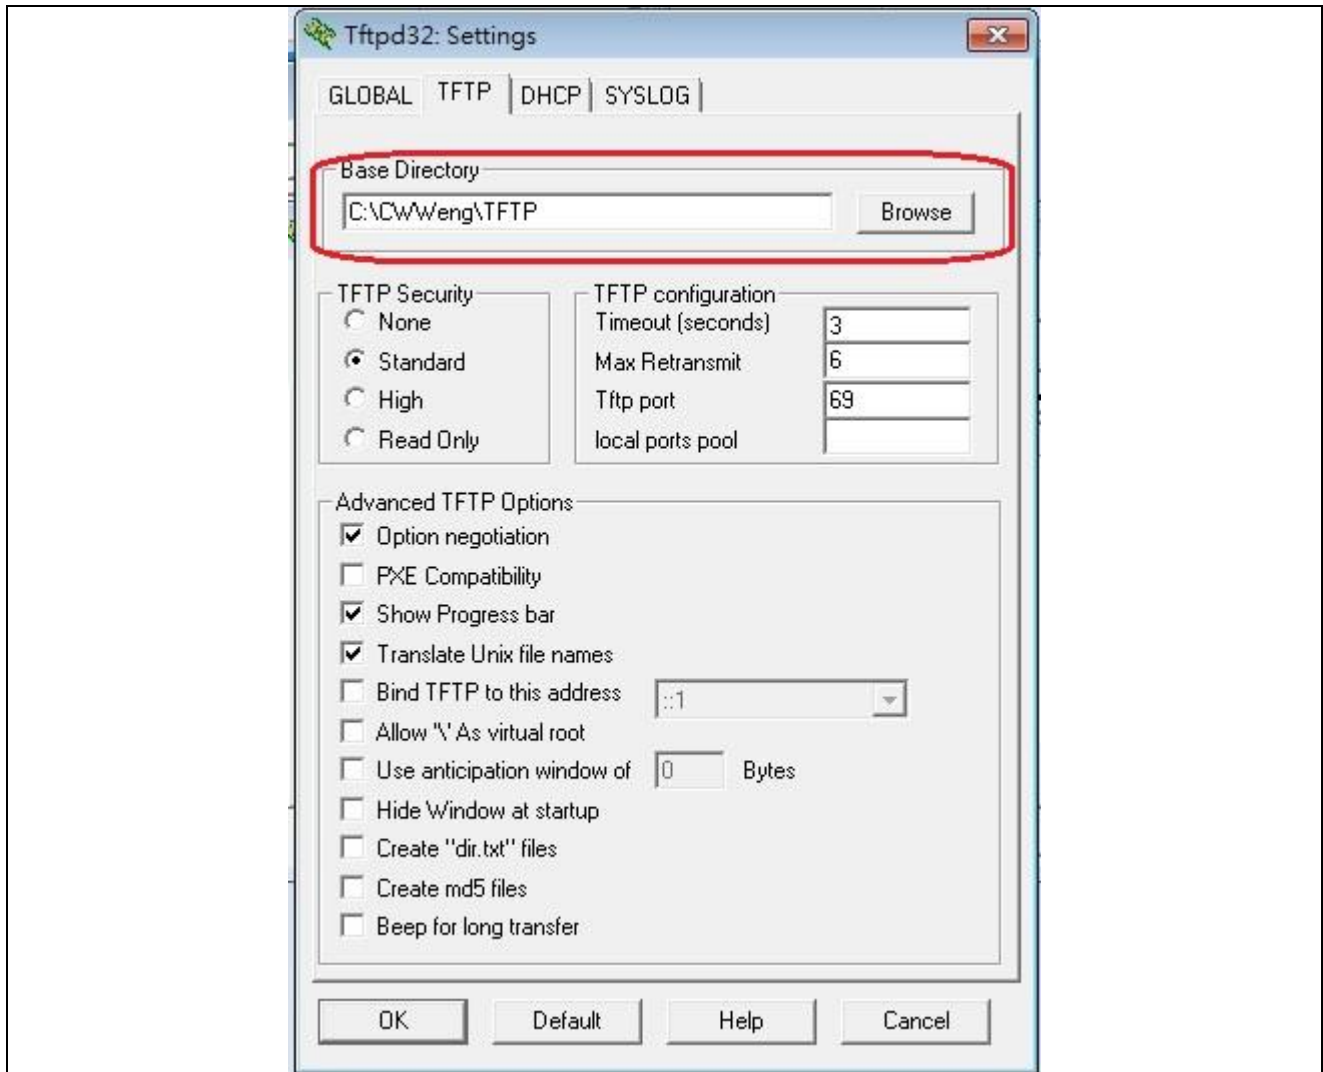 Tftpd32: Settings
GLOBAL TFTP DHCP SYSLOG
Base Directory
C:\CWWeng\TFTP Browse
TFTP Security
None
Standard
High
Read Only
TFTP configuration
Timeout (seconds) 3
Max Retransmit 6
Tftp port 69
local ports pool
Advanced TFTP Options
Option negotiation
PXE Compatibility
Show Progress bar
Translate Unix file names
Bind TFTP to this address ::1
Allow '\' As virtual root
Use anticipation window of 0 Bytes
Hide Window at startup
Create "dir.txt" files
Create md5 files
Beep for long transfer
OK Default Help Cancel